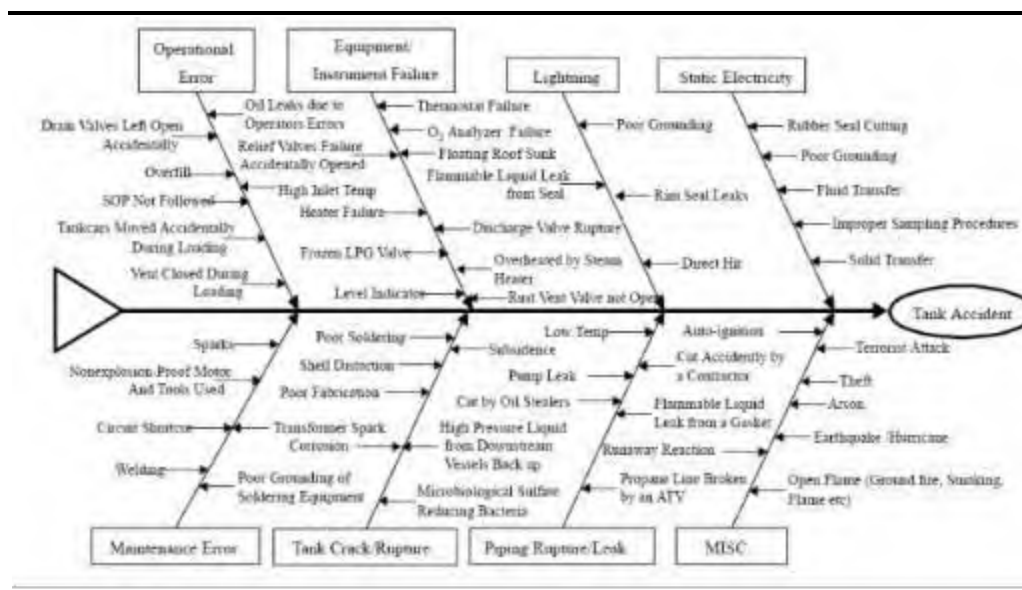 Operational
Error
Equipment/
Instrument Failure
Lightning
Static Electricity
Oil Leaks due to
Operators Errors
Drain Valves Left Open
Accidentally
Overfill
High Inlet Temp
SOP Not Followed
Tankcars Moved Accidentally
During Loading
Vent Closed During
Loading
Thermostat Failure
O2 Analyzer Failure
Relief Valves Failure
Accidentally Opened
Floating Roof Sunk
Heater Failure
Discharge Valve Rupture
Frozen LPG Valve
Overheated by Steam
Heater
Level Indicator
Rust Vent Valve not Open
Poor Grounding
Flammable Liquid Leak
from Seal
Rim Seal Leaks
Direct Hit
Rubber Seal Cutting
Poor Grounding
Fluid Transfer
Improper Sampling Procedures
Solid Transfer
Tank Accident
Sparks
Nonexplosion-Proof Motor
And Tools Used
Circuit Shortcut
Transformer Spark
Welding
Poor Grounding of
Soldering Equipment
Poor Soldering
Subsidence
Shell Distortion
Poor Fabrication
Corrosion
High Pressure Liquid
from Downstream
Vessels Back up
Microbiological Sulfate
Reducing Bacteria
Low Temp
Cut Accidently by
a Contractor
Pump Leak
Cut by Oil Stealers
Flammable Liquid
Leak from a Gasket
Propane Line Broken
by an ATV
Auto-ignition
Terrorist Attack
Theft
Arson
Earthquake /Hurricane
Runaway Reaction
Open Flame (Ground fire, Smoking,
Flame etc)
Maintenance Error
Tank Crack/Rupture
Piping Rupture/Leak
MISC